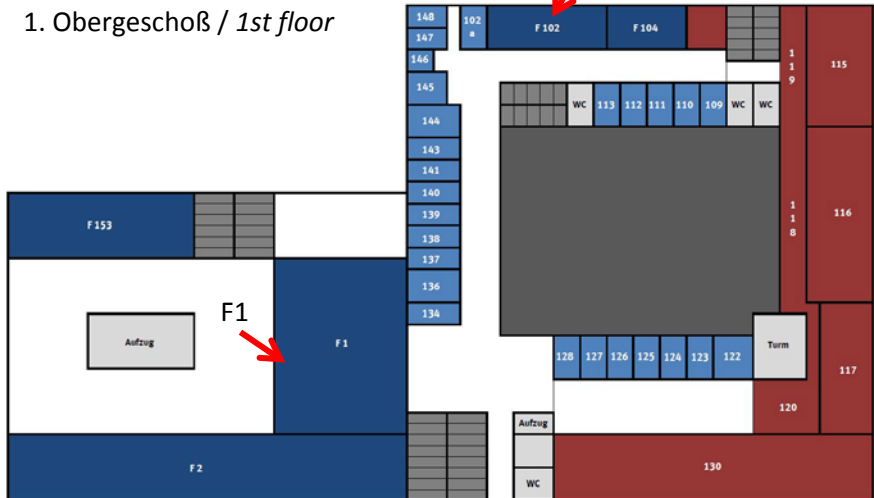 1. Obergeschoß / 1st floor
148
102
a
F 102
F 104
147
146
1
1
9
115
145
WC
113
112
111
110
109
WC
WC
144
143
141
140
139
138
137
136
134
1
1
8
116
F 153
F1
Aufzug
F 1
128
127
126
125
124
123
122
Turm
117
120
Aufzug
F 2
WC
130